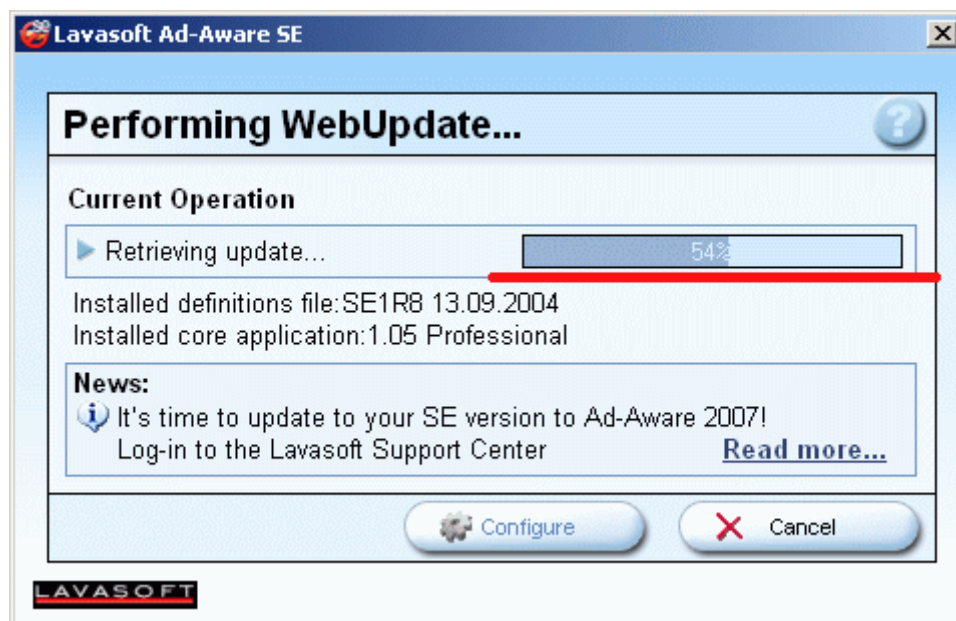 Lavasoft Ad-Aware SE
Performing WebUpdate...
Current Operation
Retrieving update...
54%
Installed definitions file:SE1R8 13.09.2004
Installed core application:1.05 Professional
News:
It's time to update to your SE version to Ad-Aware 2007!
Log-in to the Lavasoft Support Center Read more...
Configure Cancel
LAVASOFT